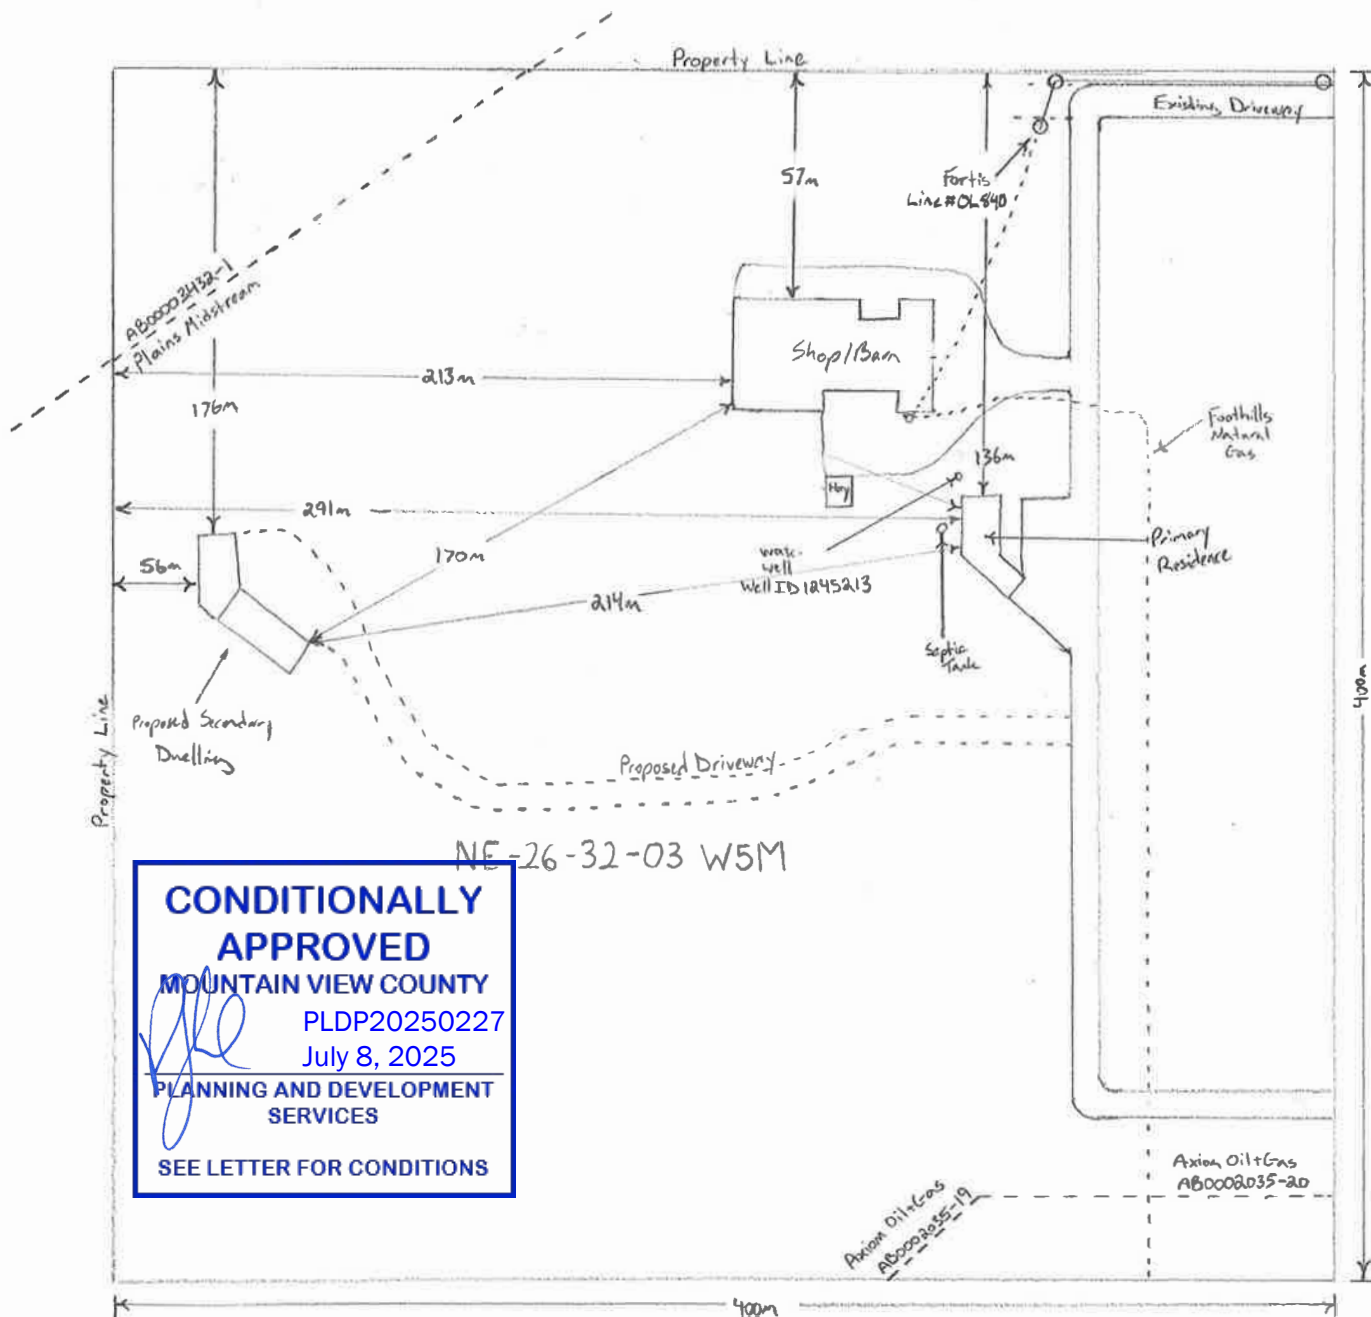 Property Line
Existing Driveway
57m
Fortis
Line #OL840
AB0003432-1
Plains Midstream
Shop/Barn
213m
176m
Foothills
Natural
Gas
136m
Hay
291m
170m
56m
Primary
Residence
Well
Well ID 1245213
214m
Septic
Tank
400m
Proposed Secondary
Dwelling
Property Line
Proposed Driveway
NE-26-32-03 W5M
CONDITIONALLY
APPROVED
MOUNTAIN VIEW COUNTY
PLDP20250227
July 8, 2025
PLANNING AND DEVELOPMENT
SERVICES
SEE LETTER FOR CONDITIONS
Axiom Oil+Gas
AB0002035-20
Axiom Oil+Gas
AB0002035-19
400m